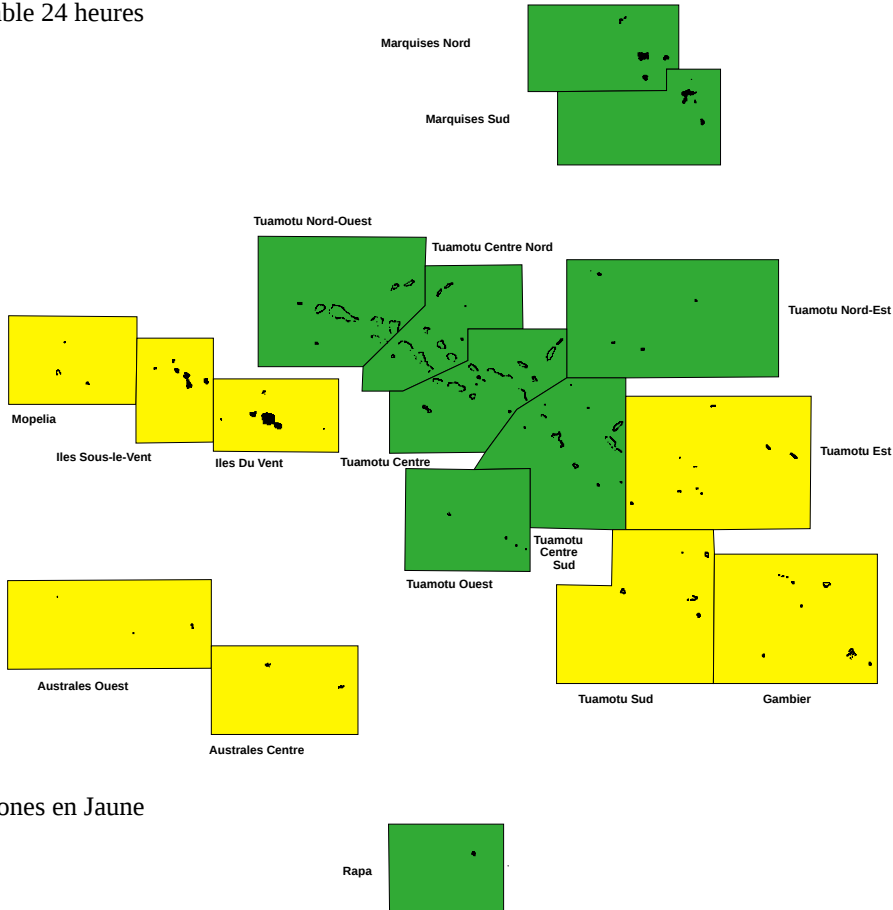 24 heures
Marquises Nord
Marquises Sud
Tuamotu Nord-Ouest
Tuamotu Centre Nord
Tuamotu Nord-Est
Mopelia
Iles Sous-le-Vent
Iles Du Vent
Tuamotu Centre
Tuamotu Est
Tuamotu Ouest
Tuamotu
Centre
Sud
Australes Ouest
Tuamotu Sud
Gambier
Australes Centre
en Jaune
Rapa